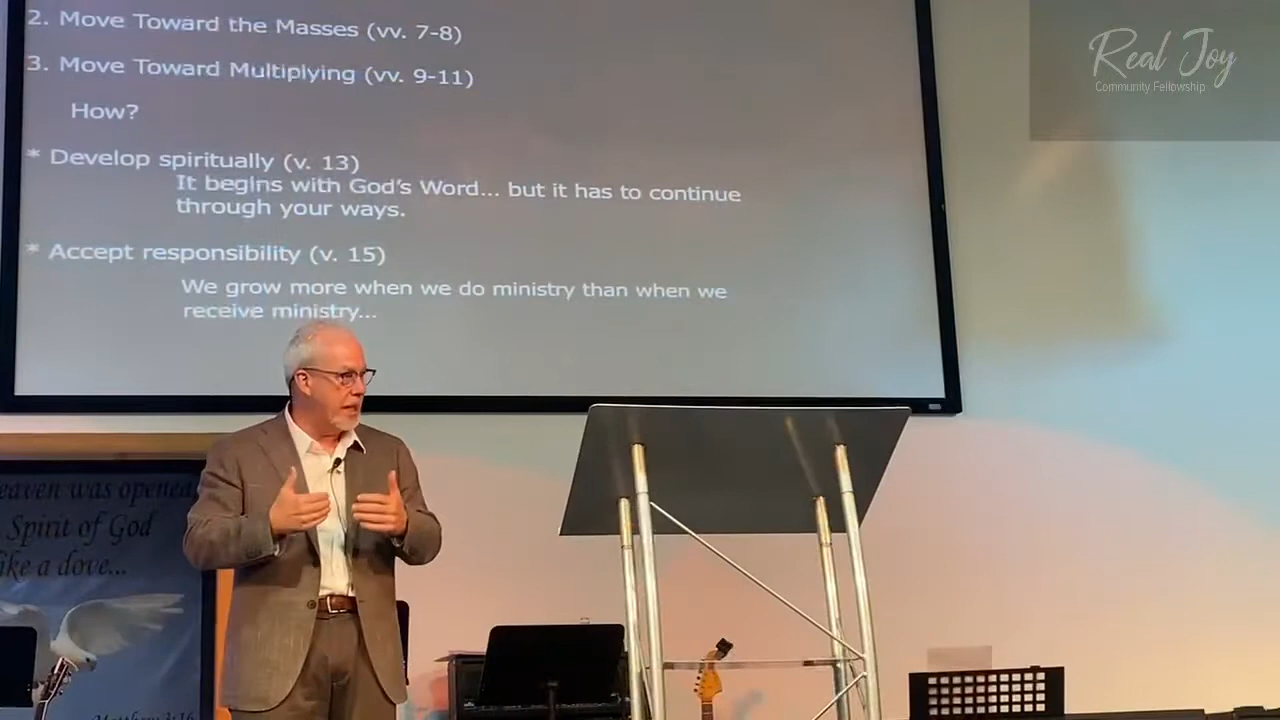 2. Move Toward the Masses (vv. 7-8)
3. Move Toward Multiplying (vv. 9-11)
How?
* Develop spiritually (v. 13)
It begins with God's Word... but it has to continue
through your ways.
* Accept responsibility (v. 15)
We grow more when we do ministry than when we
receive ministry...
Real Joy
Community Fellowship
eaven was opened
Spirit of God
ike a dove...
Matthew 3:16